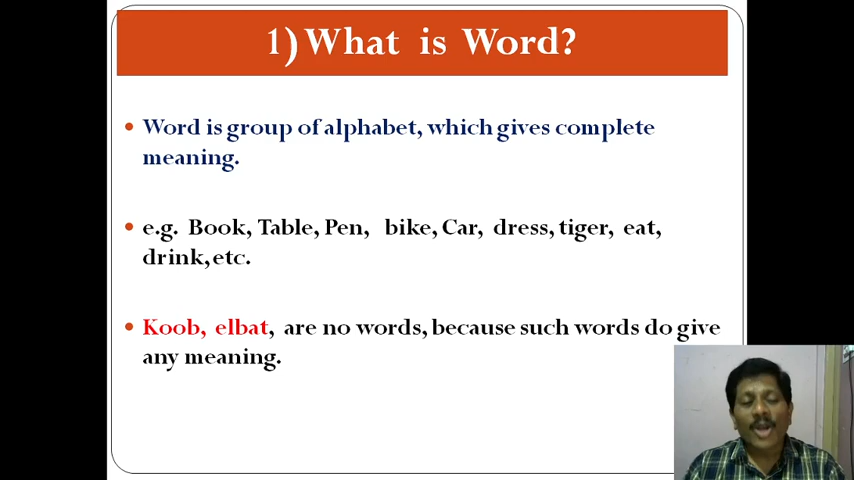 1) What is Word?
Word is group of alphabet, which gives complete
meaning.
e.g. Book, Table, Pen, bike, Car, dress, tiger, eat,
drink, etc.
Koob, elbat, are no words, because such words do give
any meaning.